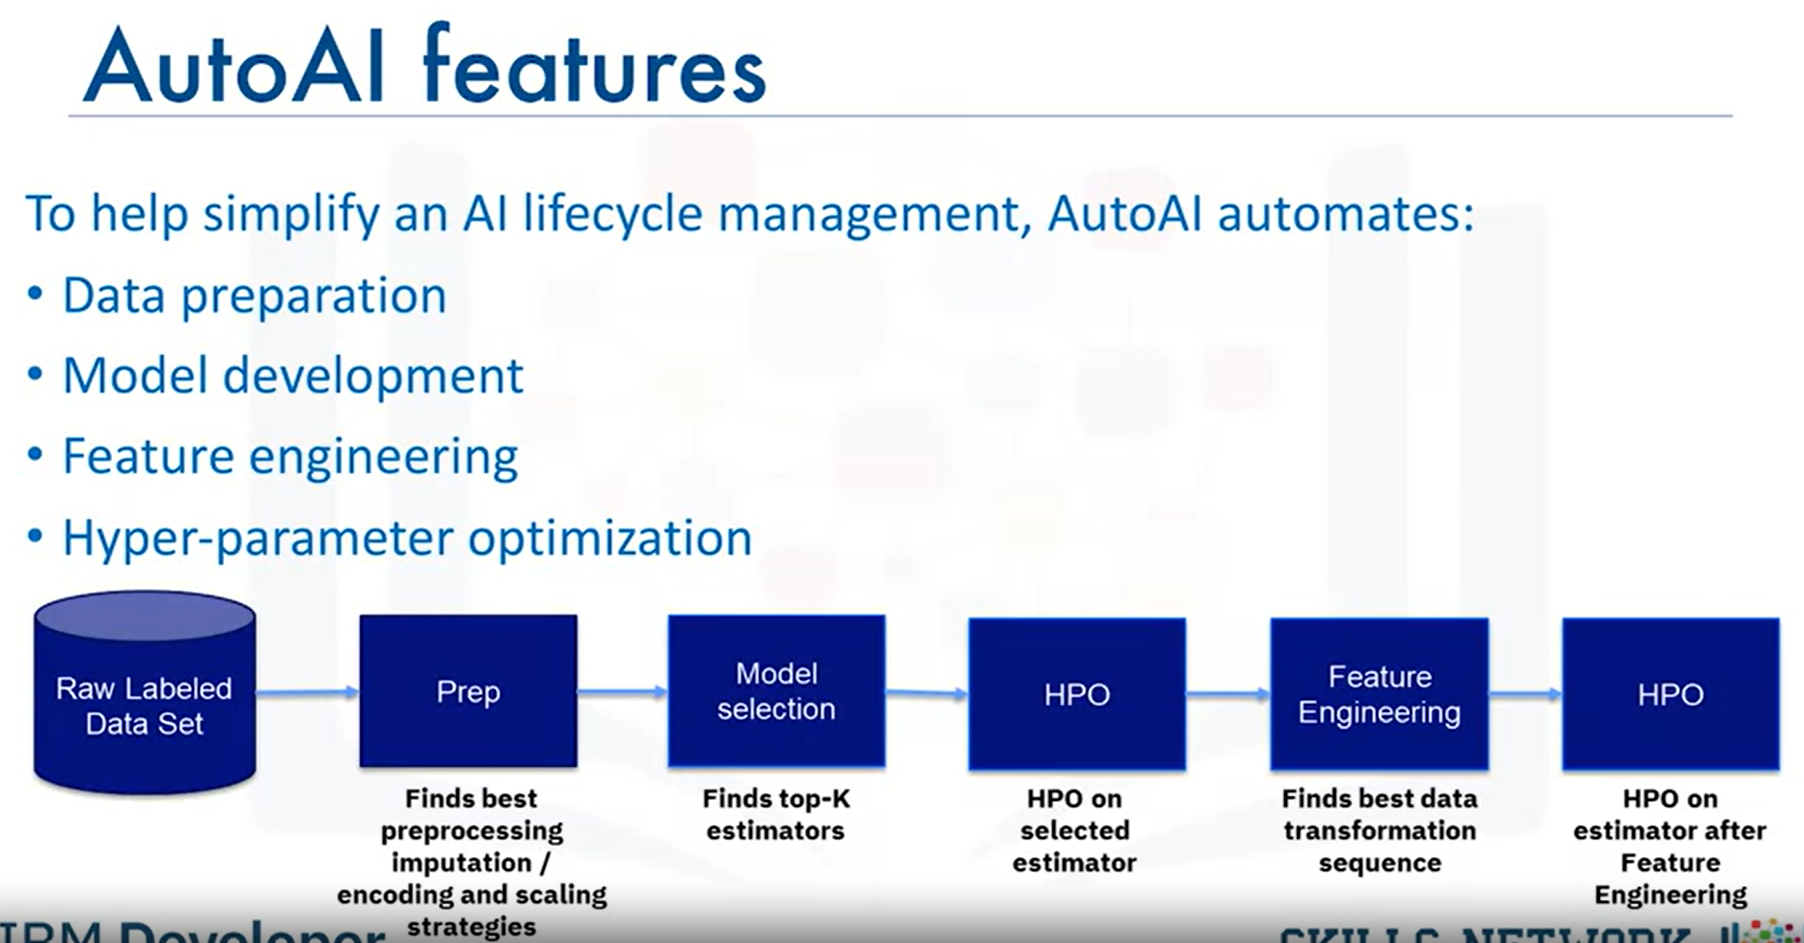 AutoAI features
To help simplify an AI lifecycle management, AutoAI automates:
• Data preparation
• Model development
• Feature engineering
• Hyper-parameter optimization
Raw Labeled
Data Set
Prep
Finds best
preprocessing
imputation /
encoding and scaling
strategies
Model
selection
Finds top-K
estimators
HPO
HPO on
selected
estimator
Feature
Engineering
Finds best data
transformation
sequence
HPO
HPO on
estimator after
Feature
Engineering
IBM Developer
SKILLS NETWORK